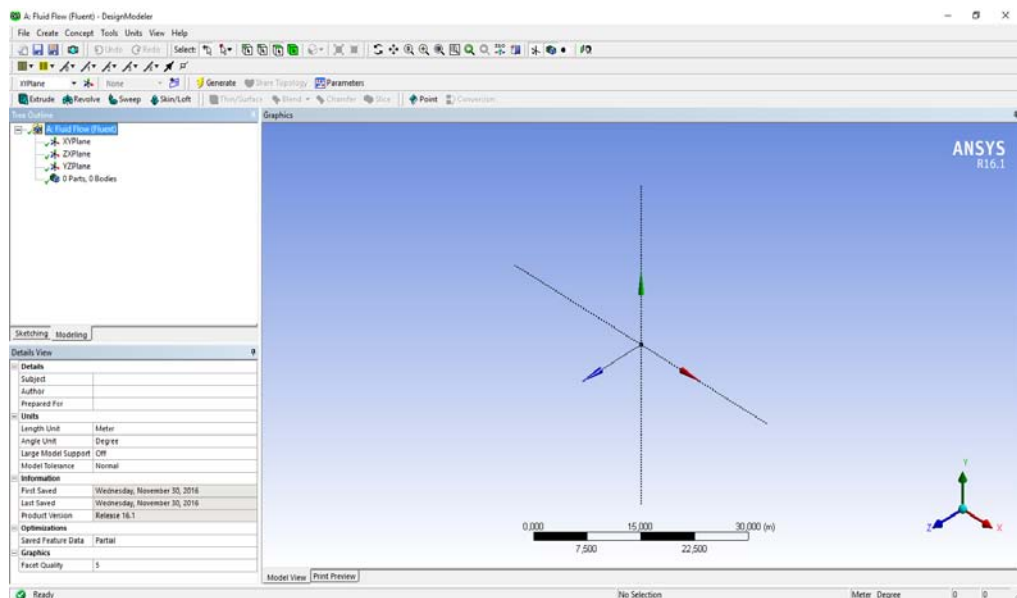 A: Fluid Flow (Fluent) - DesignModeler
File Create Concept Tools Units View Help
Undo Redo Select:
XYPlane None Generate Share Topology Parameters
Extrude Revolve Sweep Skin/Loft Thin/Surface Blend Chamfer Slice Point Conversion
Tree Outline
Graphics
A: Fluid Flow (Fluent)
XYPlane
ZXPlane
YZPlane
0 Parts, 0 Bodies
ANSYS
R16.1
Sketching Modeling
Details View
Details
Subject
Author
Prepared For
Units
Length Unit Meter
Angle Unit Degree
Large Model Support Off
Model Tolerance Normal
Information
First Saved Wednesday, November 30, 2016
Last Saved Wednesday, November 30, 2016
Product Version Release 16.1
Optimizations
Saved Feature Data Partial
Graphics
Facet Quality 5
Y
Z X
0,000 15,000 30,000 (m)
7,500 22,500
Model View Print Preview
Ready No Selection Meter Degree 0 0